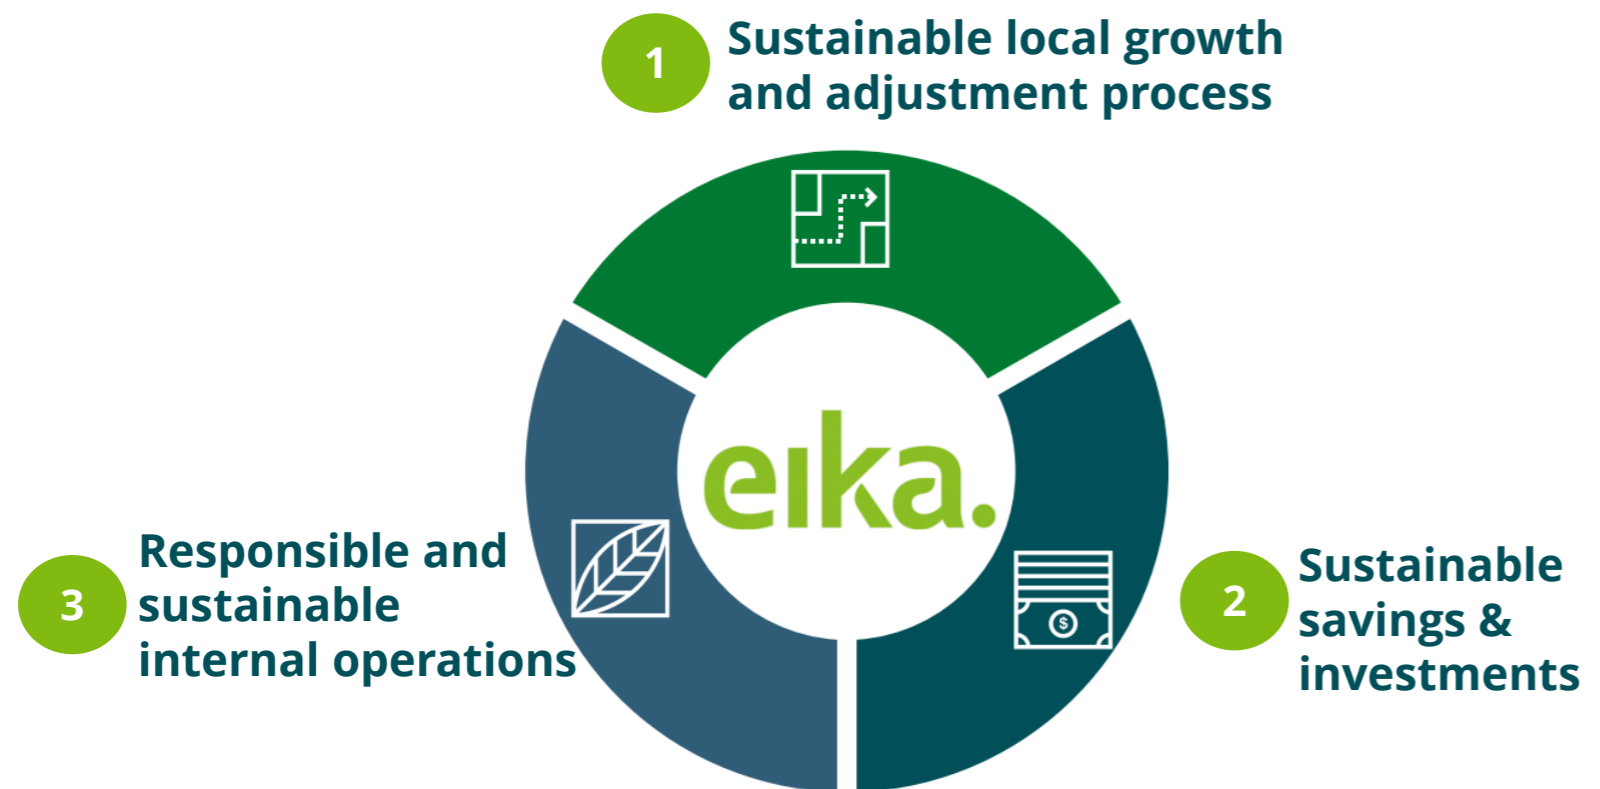 1
Sustainable local growth
and adjustment process
eika.
$
2
Sustainable
savings &
investments
3
Responsible and
sustainable
internal operations